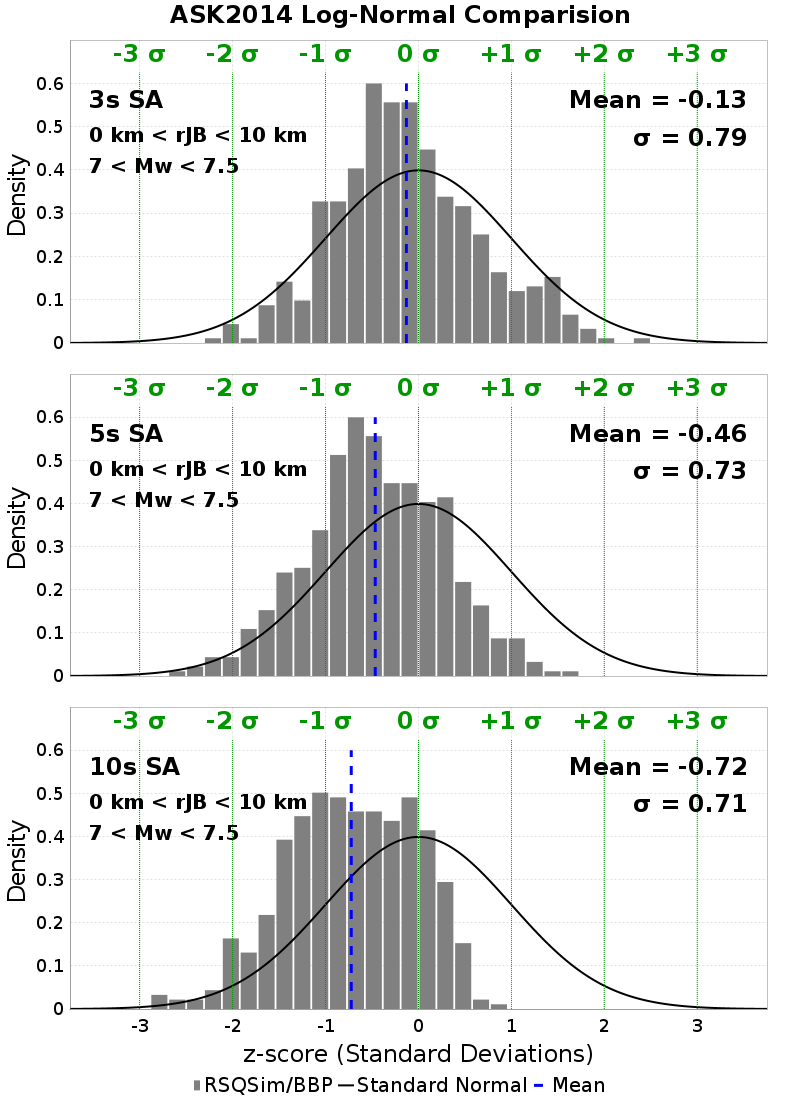 ASK2014 Log-Normal Comparision
-3 σ -2 σ -1 σ 0 σ +1 σ +2 σ +3 σ
3s SA
0 km < rJB < 10 km
7 < Mw < 7.5
Mean = -0.13
σ = 0.79
Density
0.6
0.5
0.4
0.3
0.2
0.1
0
-3 σ -2 σ -1 σ 0 σ +1 σ +2 σ +3 σ
5s SA
0 km < rJB < 10 km
7 < Mw < 7.5
Mean = -0.46
σ = 0.73
Density
0.6
0.5
0.4
0.3
0.2
0.1
0
-3 σ -2 σ -1 σ 0 σ +1 σ +2 σ +3 σ
10s SA
0 km < rJB < 10 km
7 < Mw < 7.5
Mean = -0.72
σ = 0.71
Density
0.6
0.5
0.4
0.3
0.2
0.1
0
-3 -2 -1 0 1 2 3
z-score (Standard Deviations)
RSQSim/BBP Standard Normal Mean